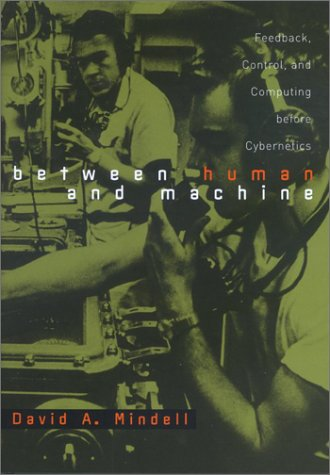 Feedback,
Control, and
Computing
before
Cybernetics
between human
and machine
David A. Mindell